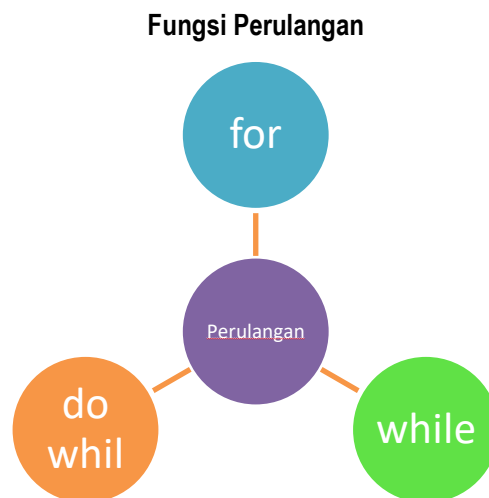 Fungsi Perulangan
for
Perulangan
do
whil
while